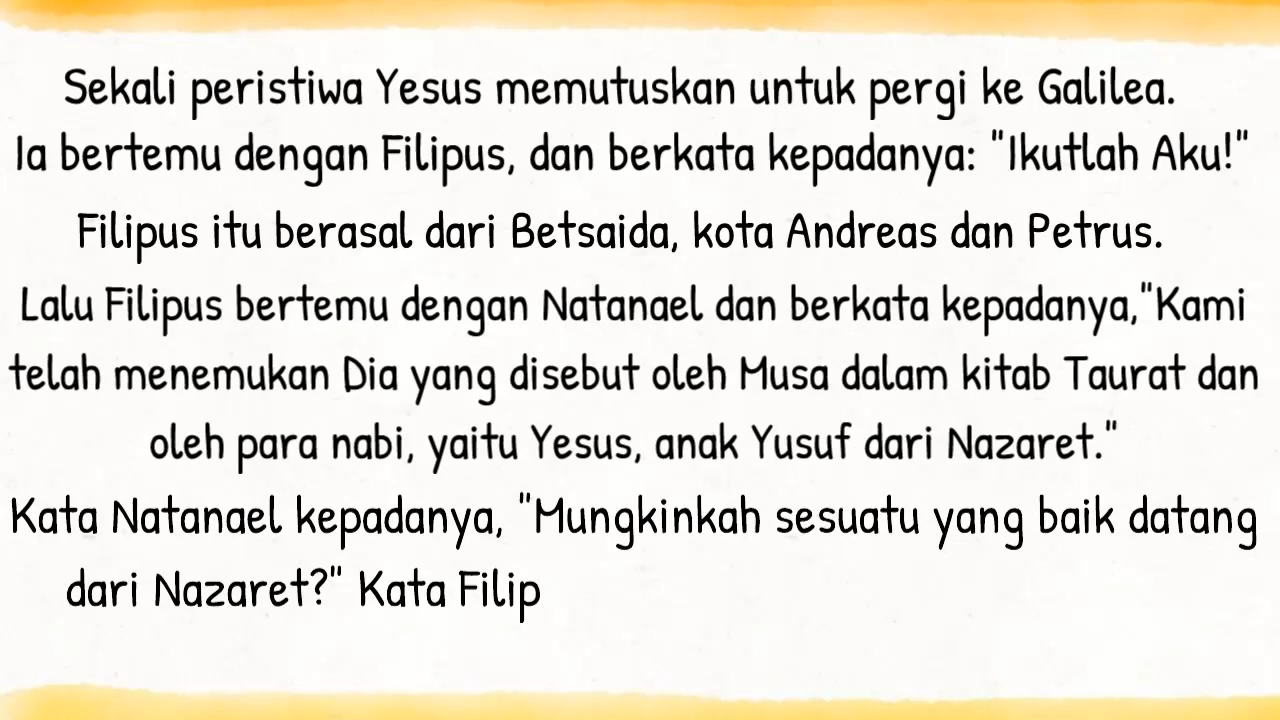 Sekali peristiwa Yesus memutuskan untuk pergi ke Galilea.
Ia bertemu dengan Filipus, dan berkata kepadanya: "Ikutlah Aku!"
Filipus itu berasal dari Betsaida, kota Andreas dan Petrus.
Lalu Filipus bertemu dengan Natanael dan berkata kepadanya,"Kami
telah menemukan Dia yang disebut oleh Musa dalam kitab Taurat dan
oleh para nabi, yaitu Yesus, anak Yusuf dari Nazaret."
Kata Natanael kepadanya, "Mungkinkah sesuatu yang baik datang
dari Nazaret?" Kata Filip